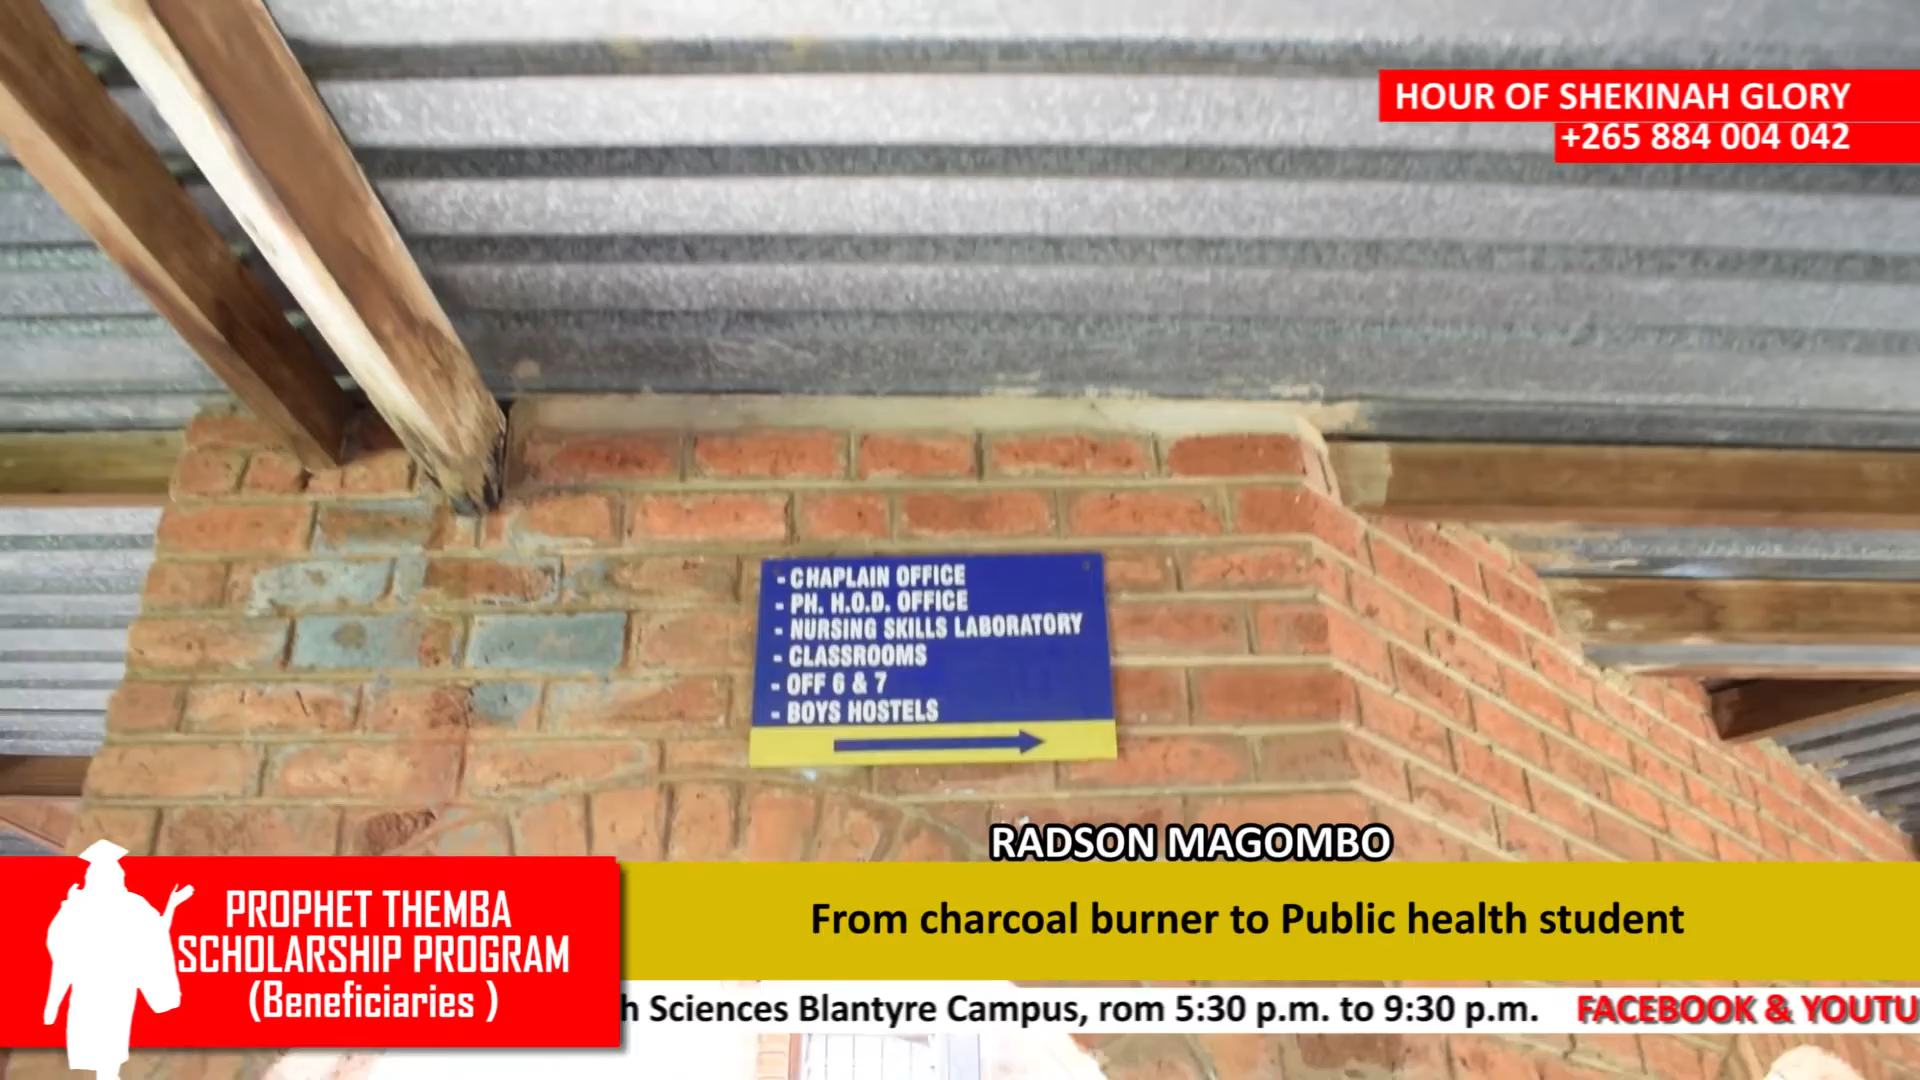 HOUR OF SHEKINAH GLORY
+265 884 004 042
- CHAPLAIN OFFICE
- PH. H.O.D. OFFICE
- NURSING SKILLS LABORATORY
- CLASSROOMS
- OFF 6 & 7
- BOYS HOSTELS
RADSON MAGOMBO
From charcoal burner to Public health student
PROPHET THEMBA
SCHOLARSHIP PROGRAM
(Beneficiaries )
h Sciences Blantyre Campus, rom 5:30 p.m. to 9:30 p.m. FACEBOOK & YOUTU